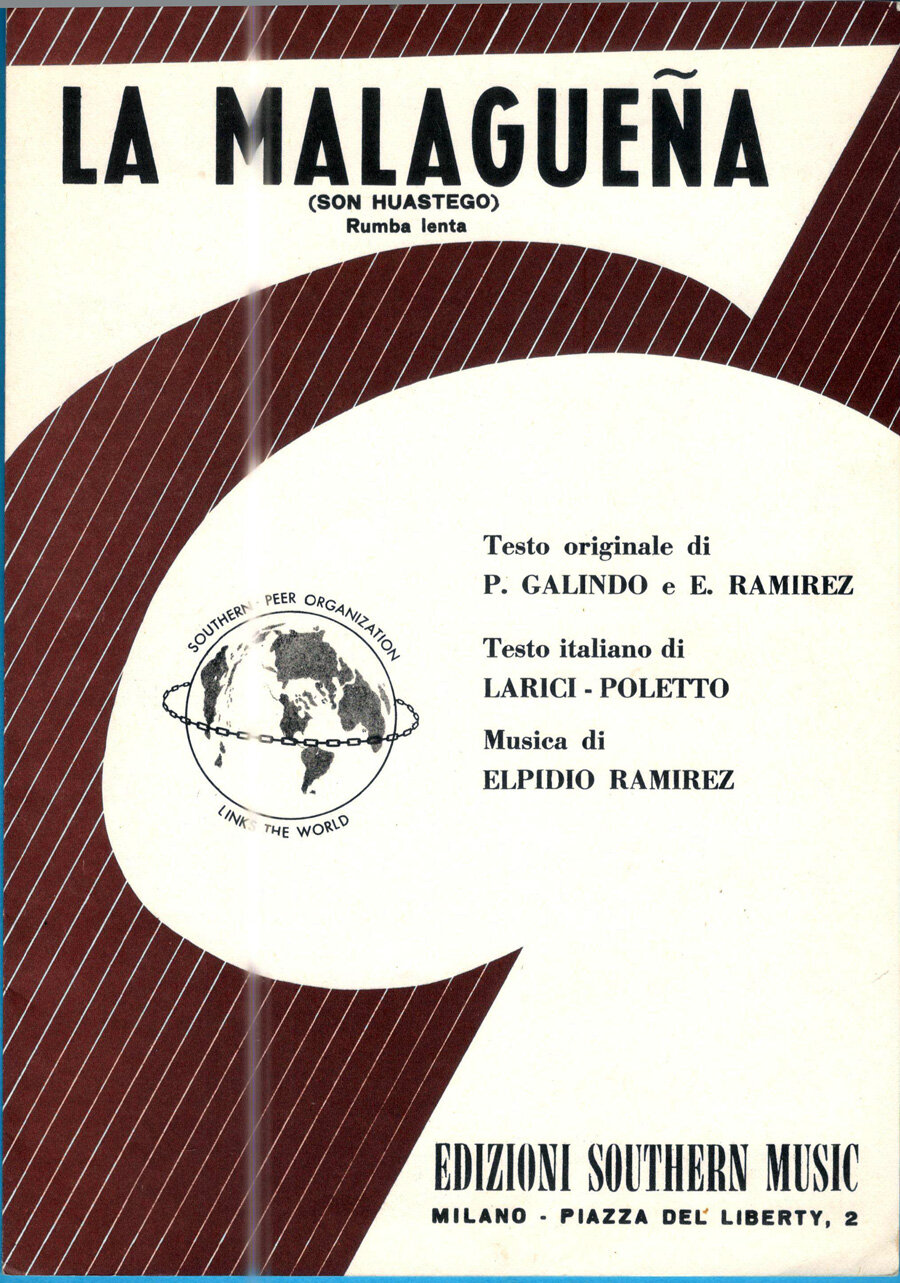 LA MALAGUEÑA
(SON HUASTEGO)
Rumba lenta
Testo originale di
P. GALINDO e E. RAMIREZ
Testo italiano di
LARICI - POLETTO
Musica di
ELPIDIO RAMIREZ
SOUTHERN - PEER ORGANIZATION
LINKS THE WORLD
EDIZIONI SOUTHERN MUSIC
MILANO - PIAZZA DEL LIBERTY, 2